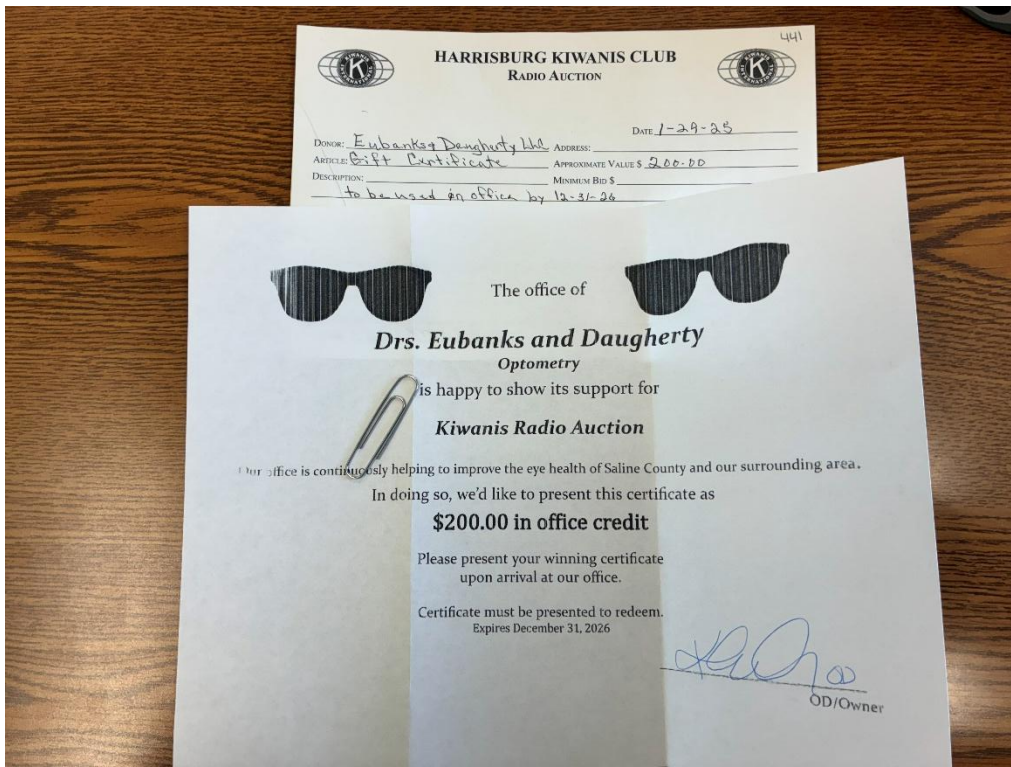 441
HARRISBURG KIWANIS CLUB
RADIO AUCTION
DATE 1-29-25
DONOR: Eubanks & Daugherty LLC ADDRESS:
ARTICLE: Gift Certificate APPROXIMATE VALUE $ 200.00
DESCRIPTION: MINIMUM BID $
to be used in office by 12-31-26
The office of
Drs. Eubanks and Daugherty
Optometry
is happy to show its support for
Kiwanis Radio Auction
Our office is continuously helping to improve the eye health of Saline County and our surrounding area.
In doing so, we'd like to present this certificate as
$200.00 in office credit
Please present your winning certificate
upon arrival at our office.
Certificate must be presented to redeem.
Expires December 31, 2026
OD
OD/Owner